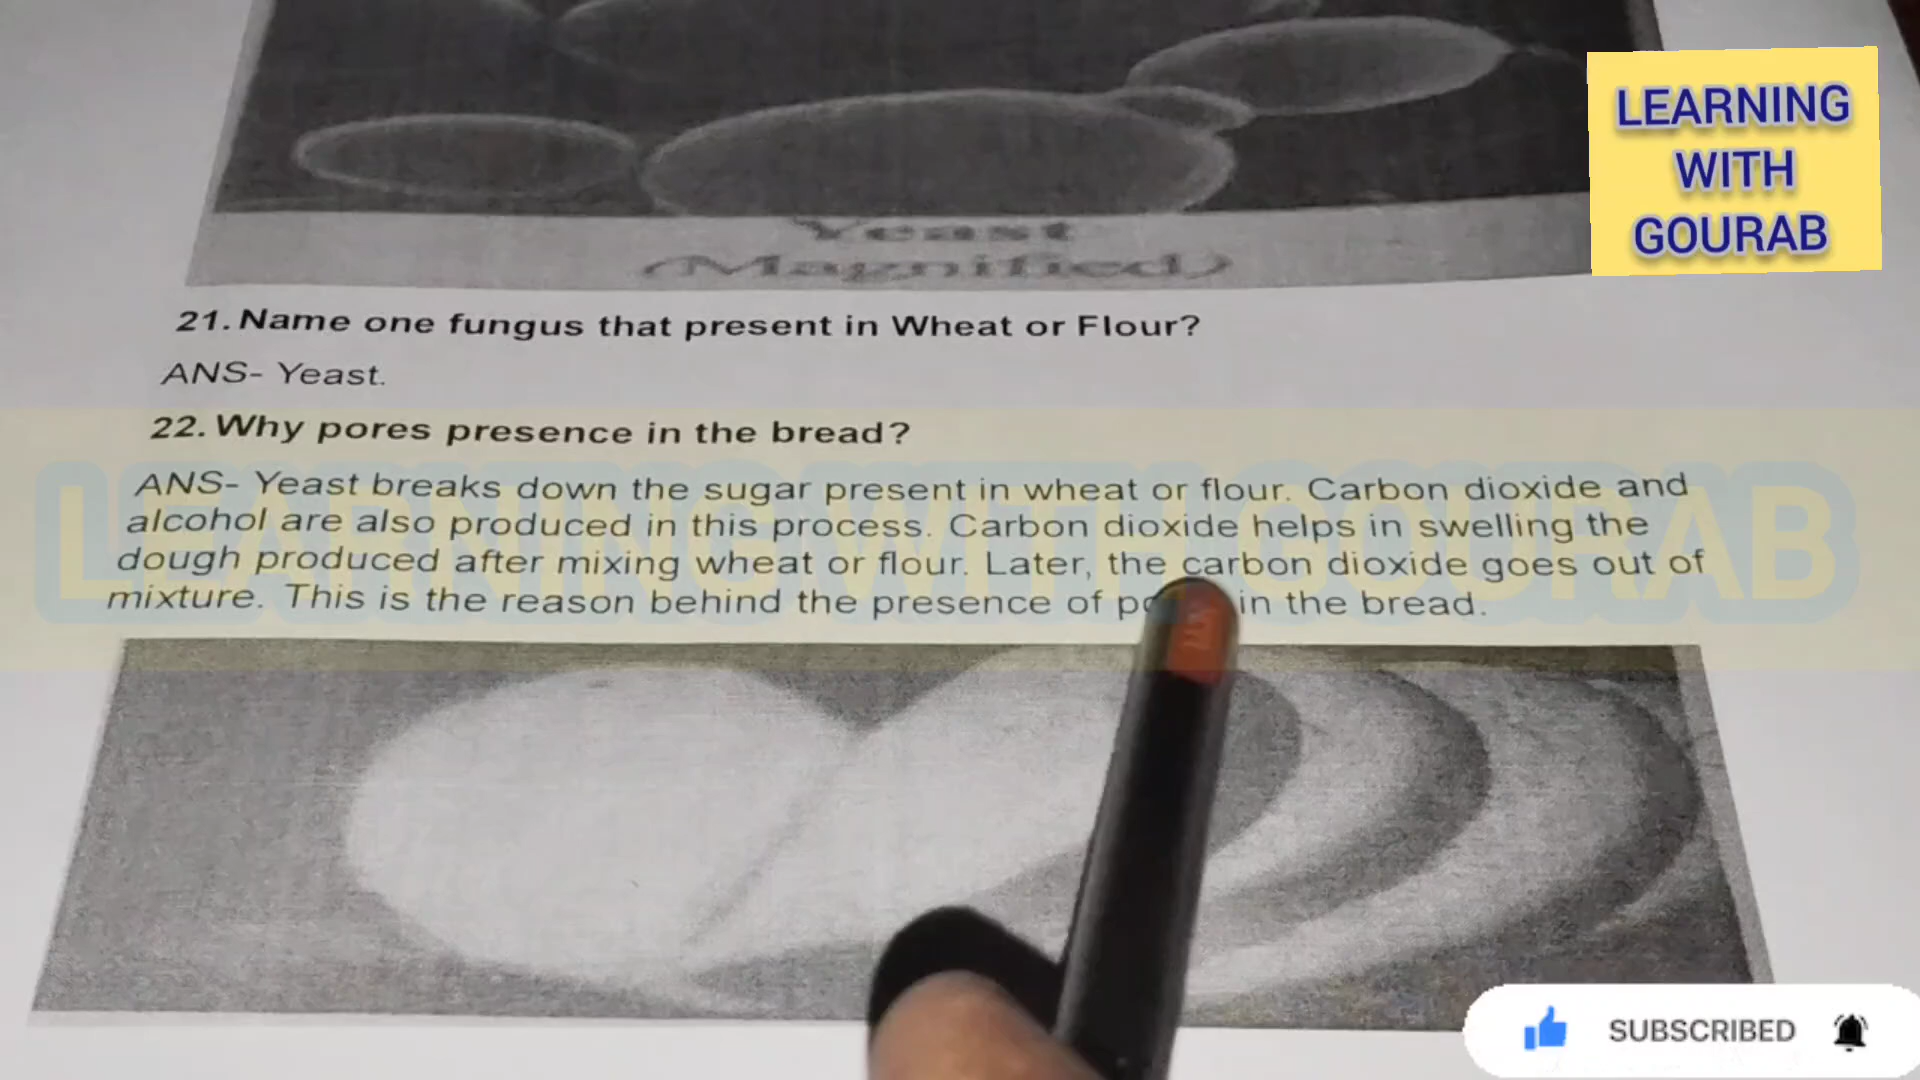 LEARNING
WITH
GOURAB
Yeast
(Magnified)
21. Name one fungus that present in Wheat or Flour?
ANS- Yeast.
22. Why pores presence in the bread?
ANS- Yeast breaks down the sugar present in wheat or flour. Carbon dioxide and
alcohol are also produced in this process. Carbon dioxide helps in swelling the
dough produced after mixing wheat or flour. Later, the carbon dioxide goes out of
mixture. This is the reason behind the presence of in the bread.
LEARNING WITH GOURAB
SUBSCRIBED